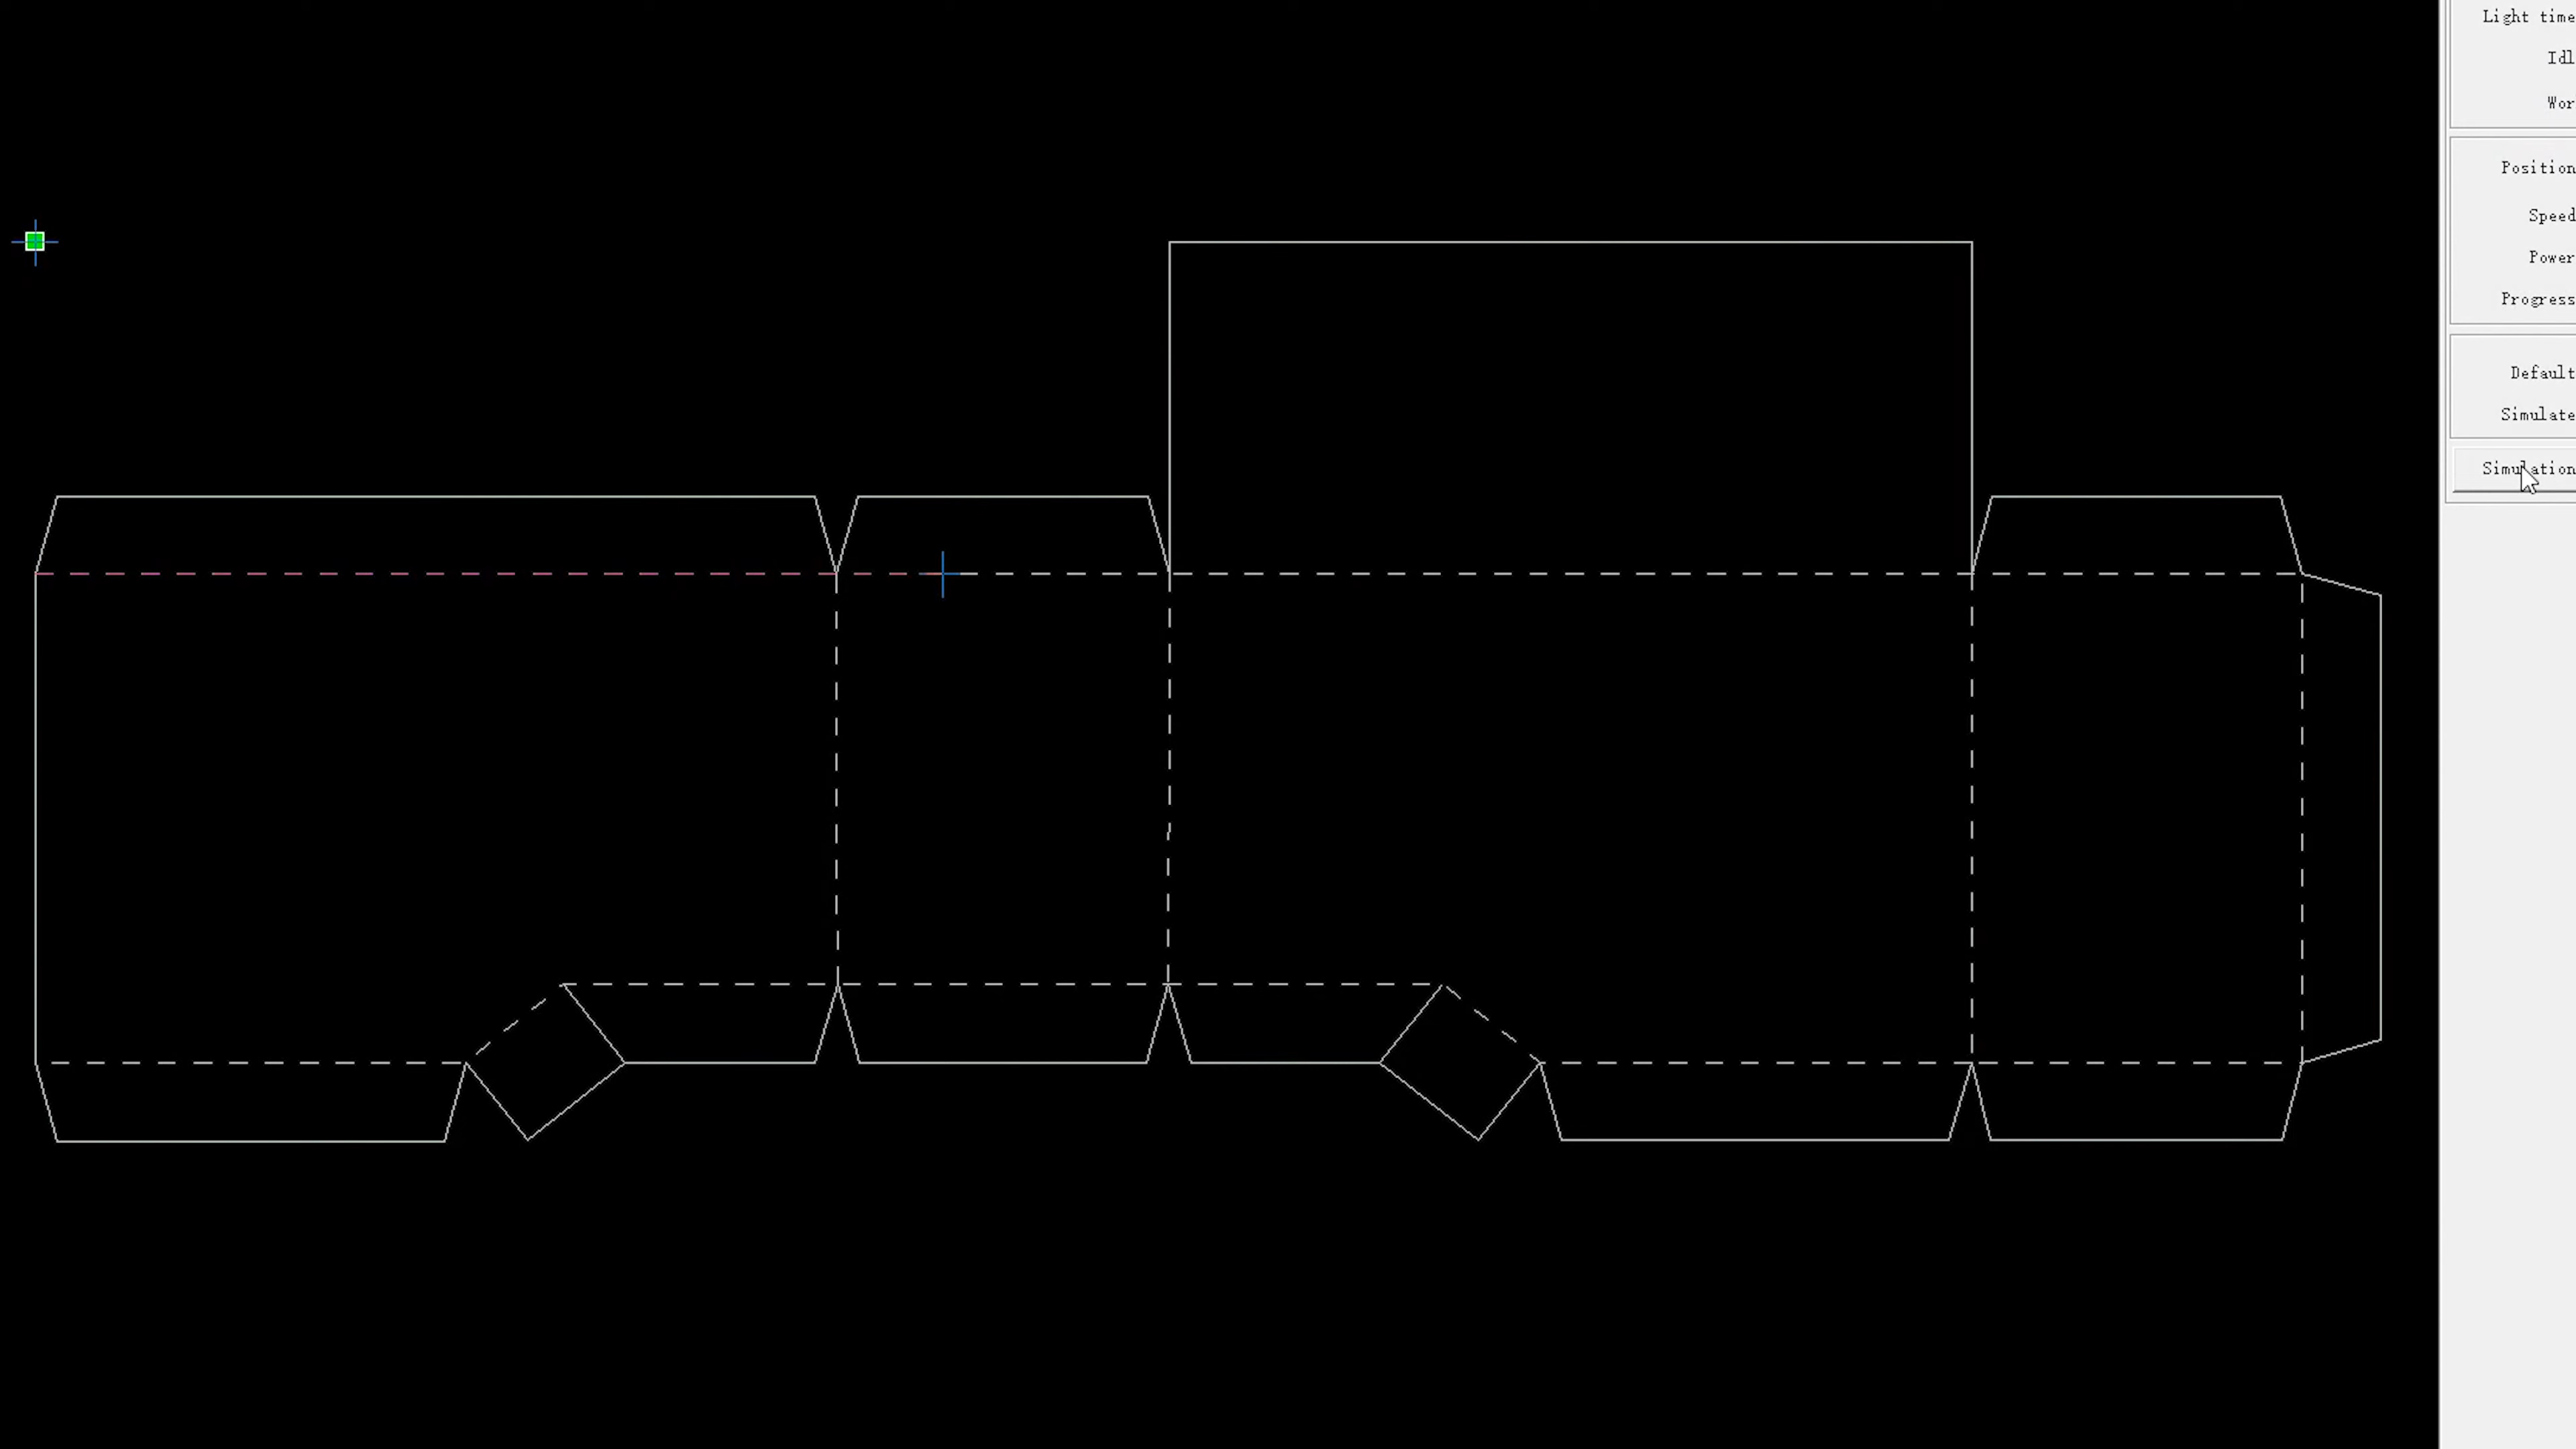 Light time
Idl
Wor
Position
Speed
Power
Progress
Default
Simulate
Simulation